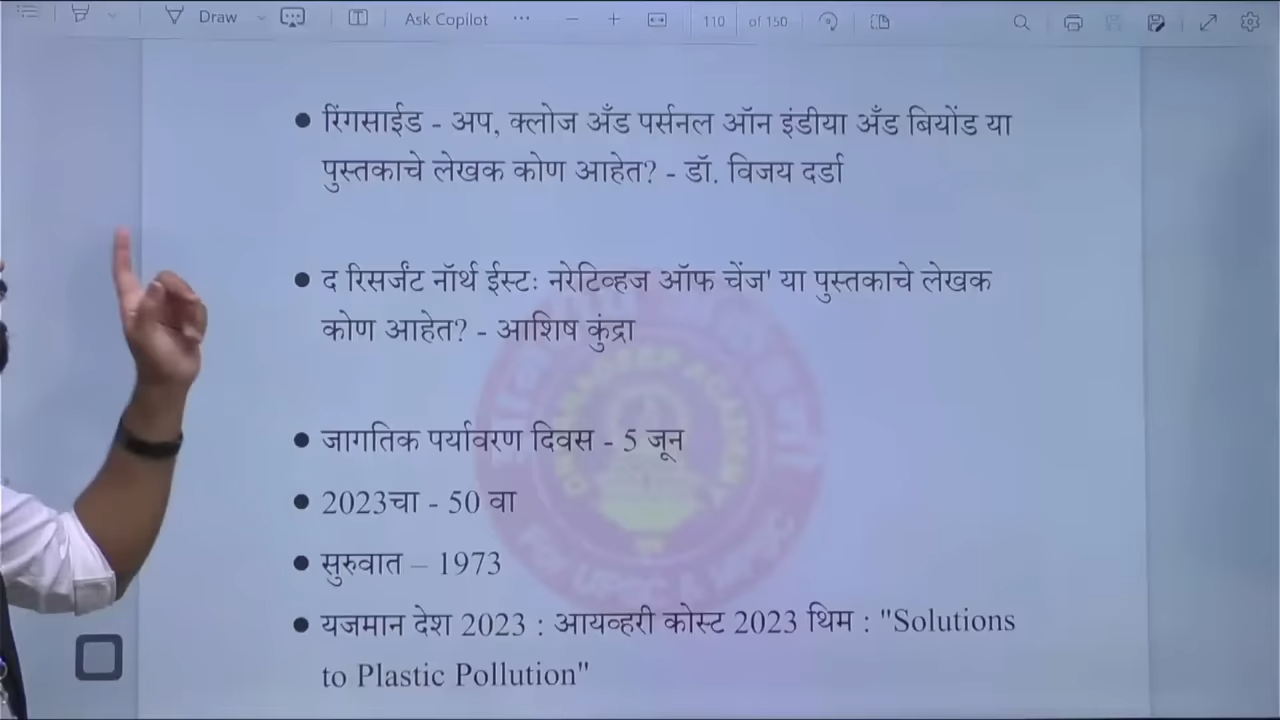 Draw
Ask Copilot
110 of 150
• रिंगसाईड - अप, क्लोज अँड पर्सनल ऑन इंडीया अँड बियोंड या
पुस्तकाचे लेखक कोण आहेत? - डॉ. विजय दर्डा
• द रिसर्जंट नॉर्थ ईस्टः नरेटिव्हज ऑफ चेंज' या पुस्तकाचे लेखक
कोण आहेत? - आशिष कुंद्रा
• जागतिक पर्यावरण दिवस - 5 जून
• 2023चा - 50 वा
• सुरुवात – 1973
• यजमान देश 2023 : आयव्हरी कोस्ट 2023 थिम : "Solutions
to Plastic Pollution"